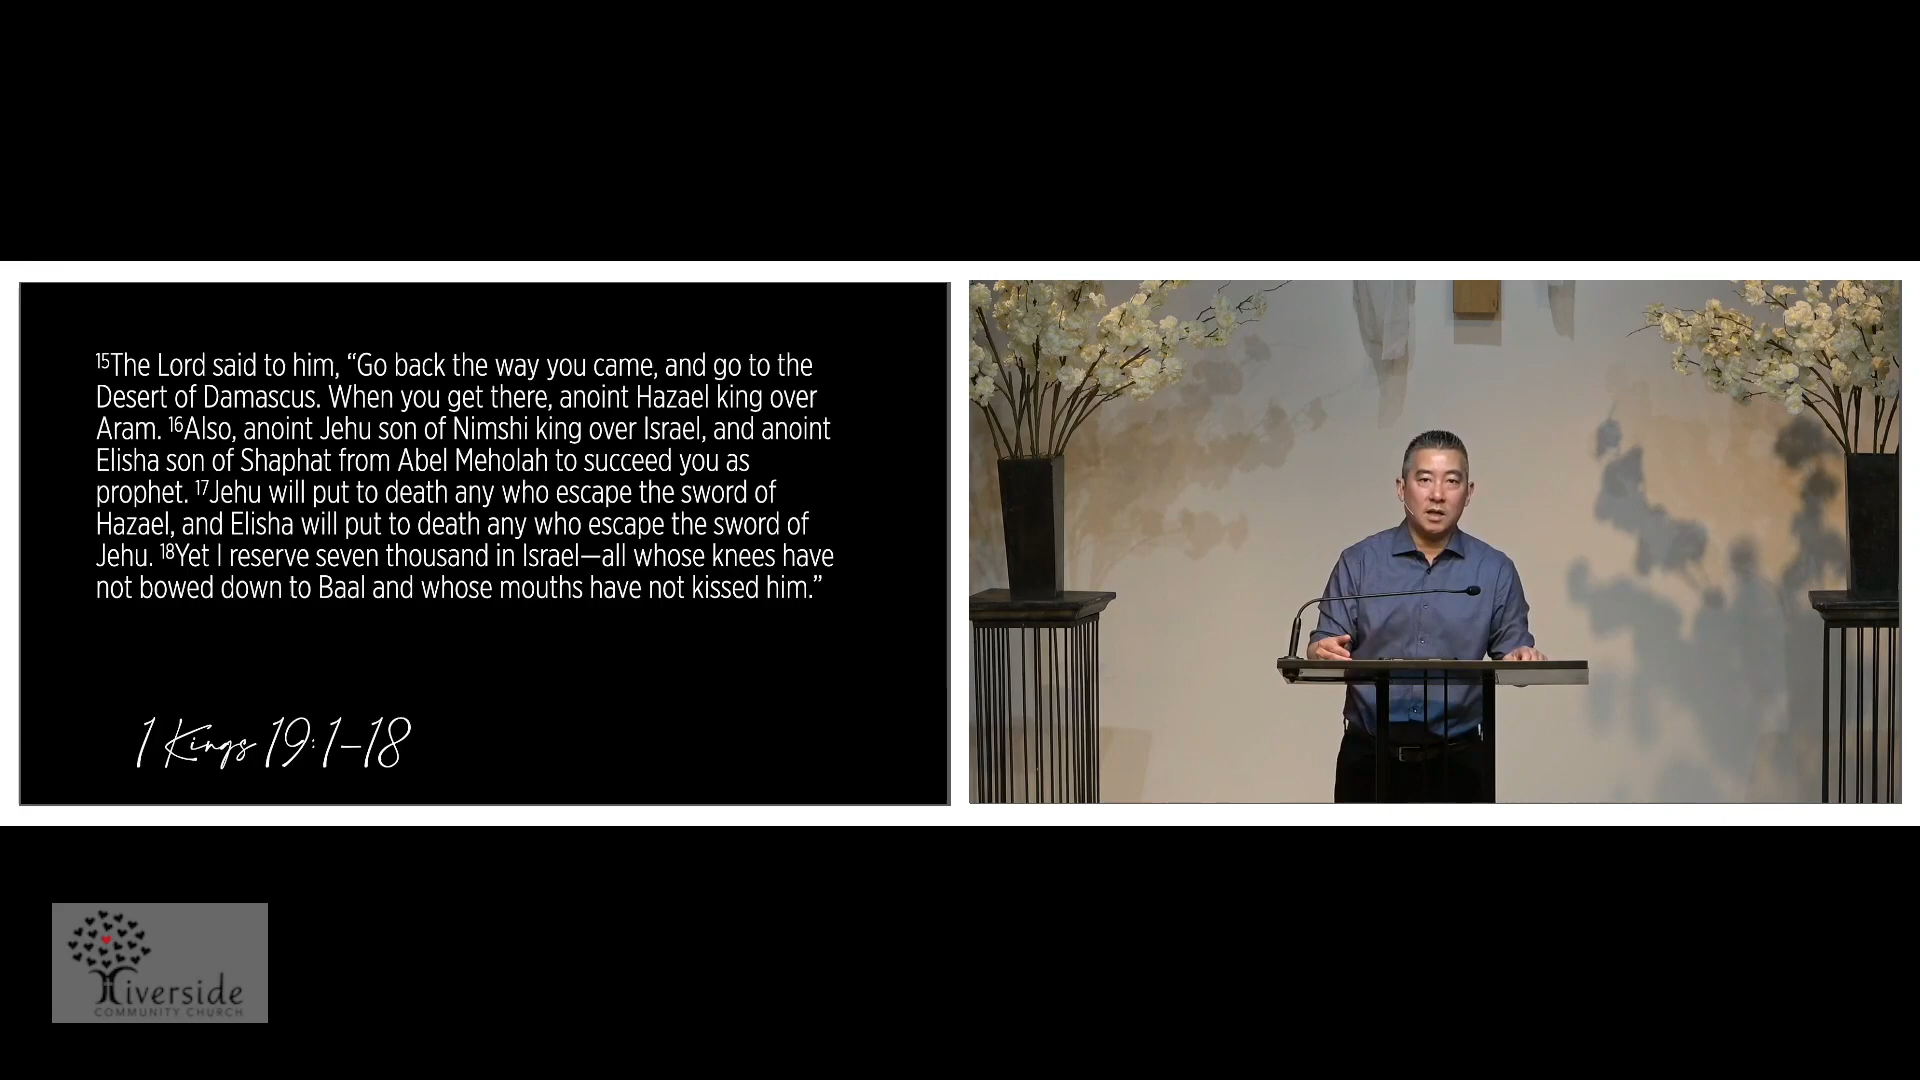 ¹⁵The Lord said to him, “Go back the way you came, and go to the
Desert of Damascus. When you get there, anoint Hazael king over
Aram. ¹⁶Also, anoint Jehu son of Nimshi king over Israel, and anoint
Elisha son of Shaphat from Abel Meholah to succeed you as
prophet. ¹⁷Jehu will put to death any who escape the sword of
Hazael, and Elisha will put to death any who escape the sword of
Jehu. ¹⁸Yet I reserve seven thousand in Israel—all whose knees have
not bowed down to Baal and whose mouths have not kissed him.”
1 Kings 19:1-18
Riverside
COMMUNITY CHURCH